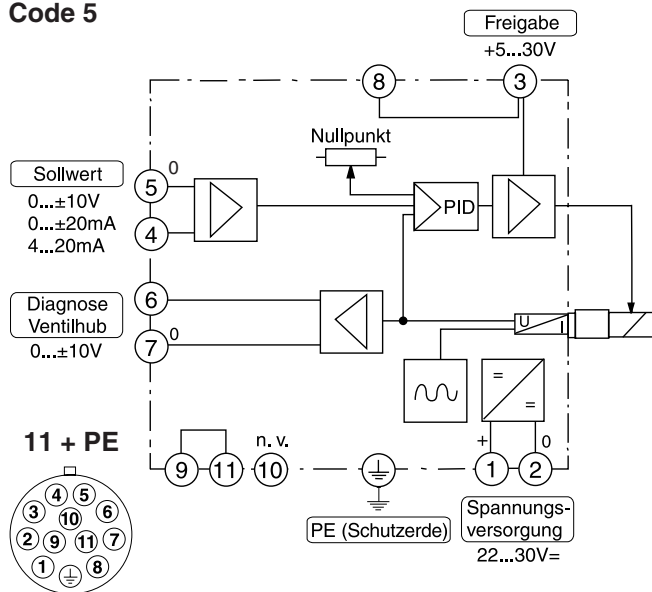 Code 5
Freigabe
+5...30V
8
3
Nullpunkt
Sollwert
0...±10V
0...±20mA
4...20mA
5
0
4
PID
6
Diagnose
Ventilhub
0...±10V
7
0
U
I
=
=
11 + PE
n. v.
+
0
9
11
10
1
2
PE (Schutzerde)
Spannungs-
versorgung
22...30V=
4
5
3
10
6
2
9
11
7
1
8